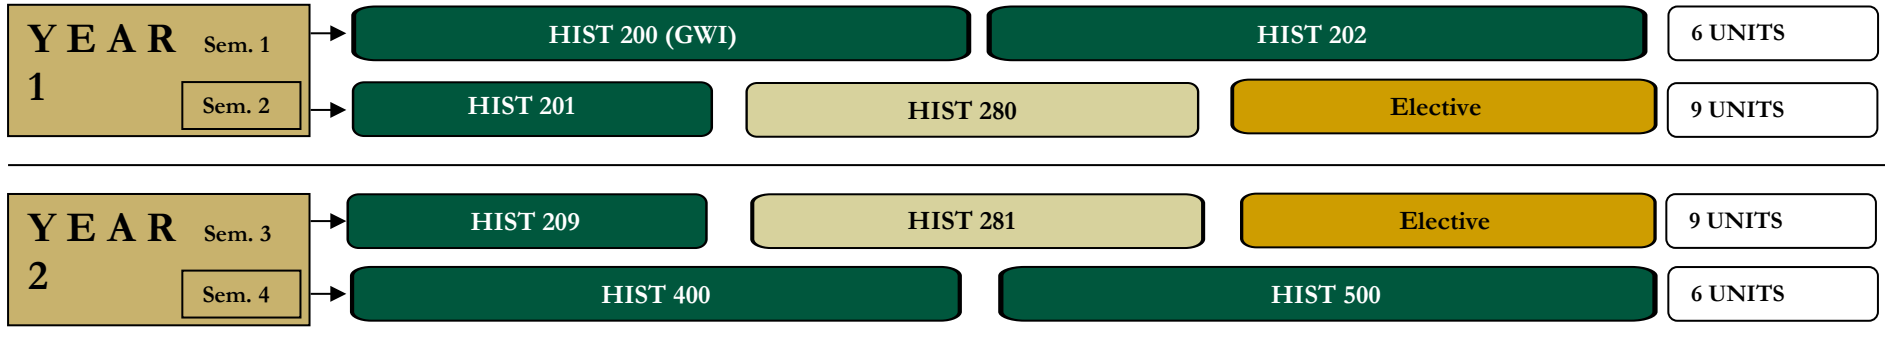 YEAR Sem. 1
1
Sem. 2
HIST 200 (GWI)
HIST 202
6 UNITS
HIST 201
HIST 280
Elective
9 UNITS
YEAR Sem. 3
2
Sem. 4
HIST 209
HIST 281
Elective
9 UNITS
HIST 400
HIST 500
6 UNITS